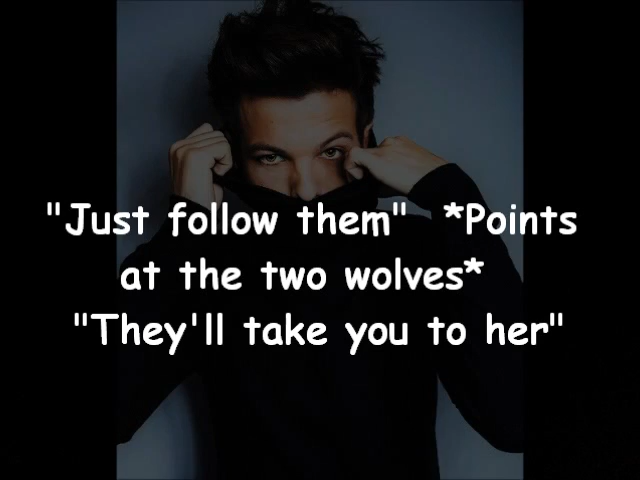 "Just follow them"  *Points
at the two wolves*
"They'll take you to her"